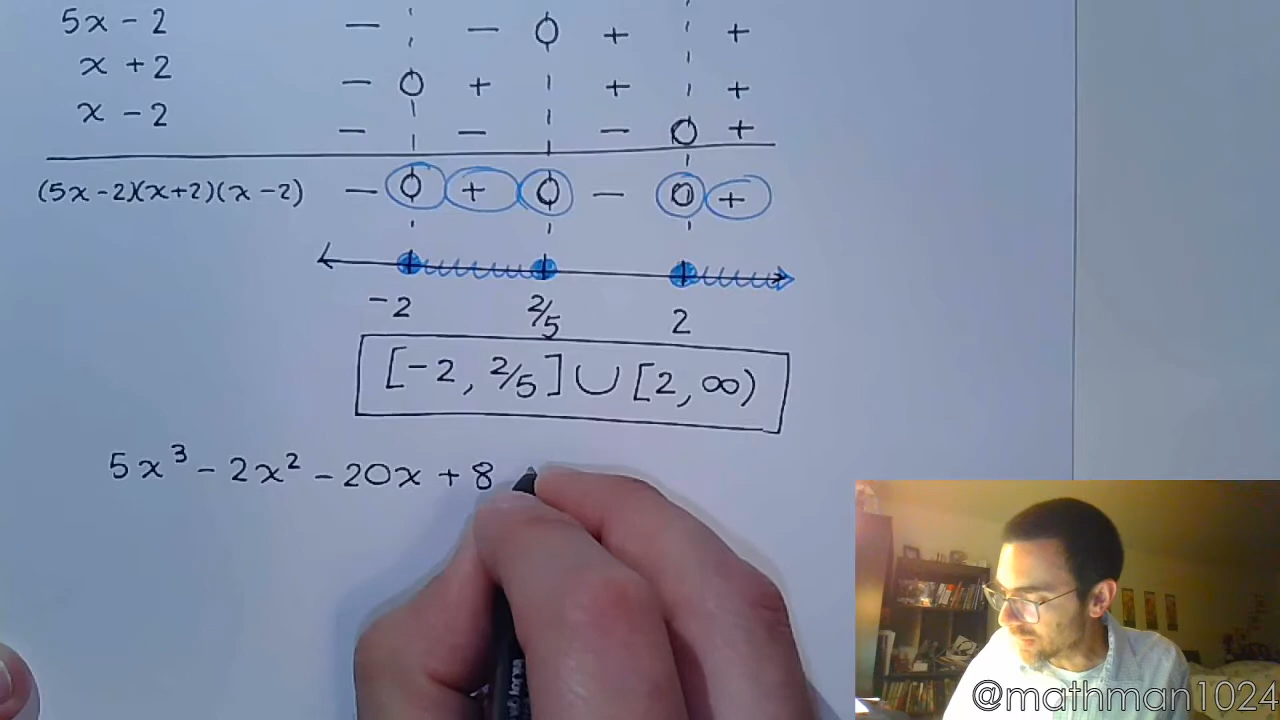 5x - 2 - - 0 + +
x + 2 - 0 + + +
x - 2 - - - 0 +
(5x-2)(x+2)(x-2) - 0 + 0 - 0 +
-2 2/5 2
[-2, 2/5] ∪ [2, ∞)
5x³ - 2x² - 20x + 8
@mathman1024